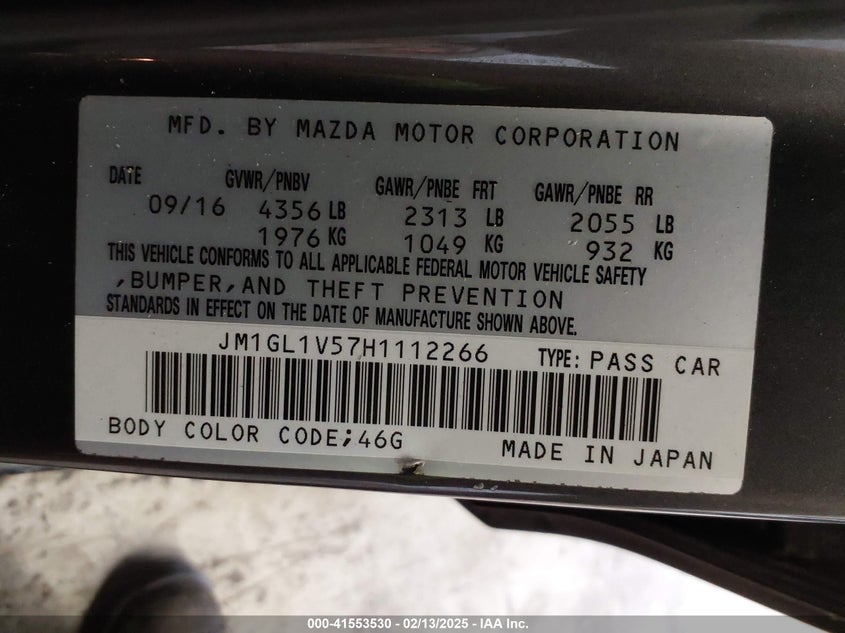 MFD. BY MAZDA MOTOR CORPORATION
DATE GVWR/PNBV GAWR/PNBE FRT GAWR/PNBE RR
09/16 4356 LB 2313 LB 2055 LB
1976 KG 1049 KG 932 KG
THIS VEHICLE CONFORMS TO ALL APPLICABLE FEDERAL MOTOR VEHICLE SAFETY
,BUMPER,AND THEFT PREVENTION
STANDARDS IN EFFECT ON THE DATE OF MANUFACTURE SHOWN ABOVE.
JM1GL1V57H1112266 TYPE: PASS CAR
BODY COLOR CODE;46G MADE IN JAPAN
000-41553530 - 02/13/2025 - IAA Inc.